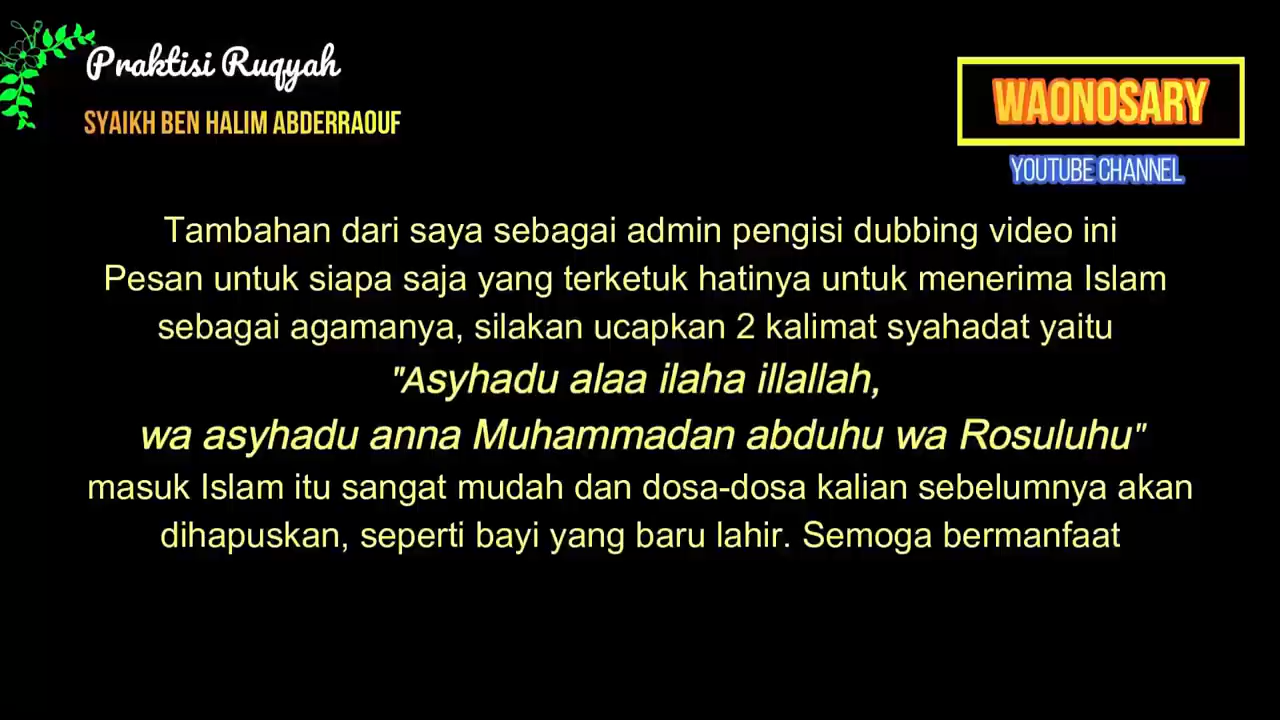 Praktisi Ruqyah
SYAIKH BEN HALIM ABDERRAOUF
WAONOSARY
YOUTUBE CHANNEL
Tambahan dari saya sebagai admin pengisi dubbing video ini
Pesan untuk siapa saja yang terketuk hatinya untuk menerima Islam
sebagai agamanya, silakan ucapkan 2 kalimat syahadat yaitu
"Asyhadu alaa ilaha illallah,
wa asyhadu anna Muhammadan abduhu wa Rosuluhu"
masuk Islam itu sangat mudah dan dosa-dosa kalian sebelumnya akan
dihapuskan, seperti bayi yang baru lahir. Semoga bermanfaat